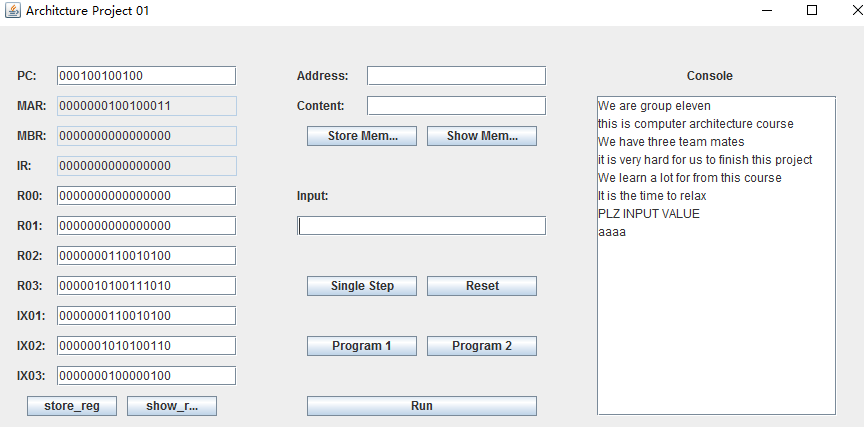 Architcture Project 01
PC: 000100100100
MAR: 0000000100100011
MBR: 0000000000000000
IR: 0000000000000000
R00: 0000000000000000
R01: 0000000000000000
R02: 0000000110010100
R03: 0000010100111010
IX01: 0000000110010100
IX02: 0000001010100110
IX03: 0000000100000100
store_reg show_r...
Address:
Content:
Store Mem... Show Mem...
Input:
Single Step Reset
Program 1 Program 2
Run
Console
We are group eleven
this is computer architecture course
We have three team mates
it is very hard for us to finish this project
We learn a lot for from this course
It is the time to relax
PLZ INPUT VALUE
aaaa